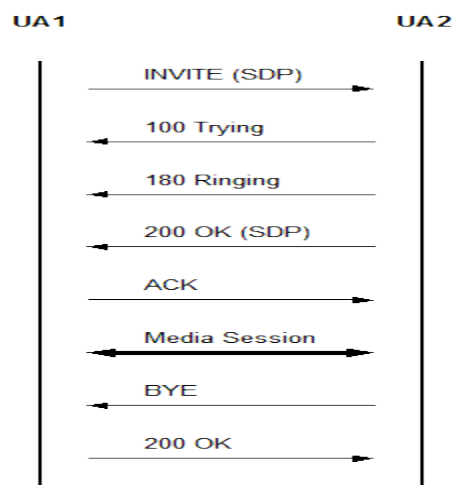 UA1 UA2
INVITE (SDP)
100 Trying
180 Ringing
200 OK (SDP)
ACK
Media Session
BYE
200 OK